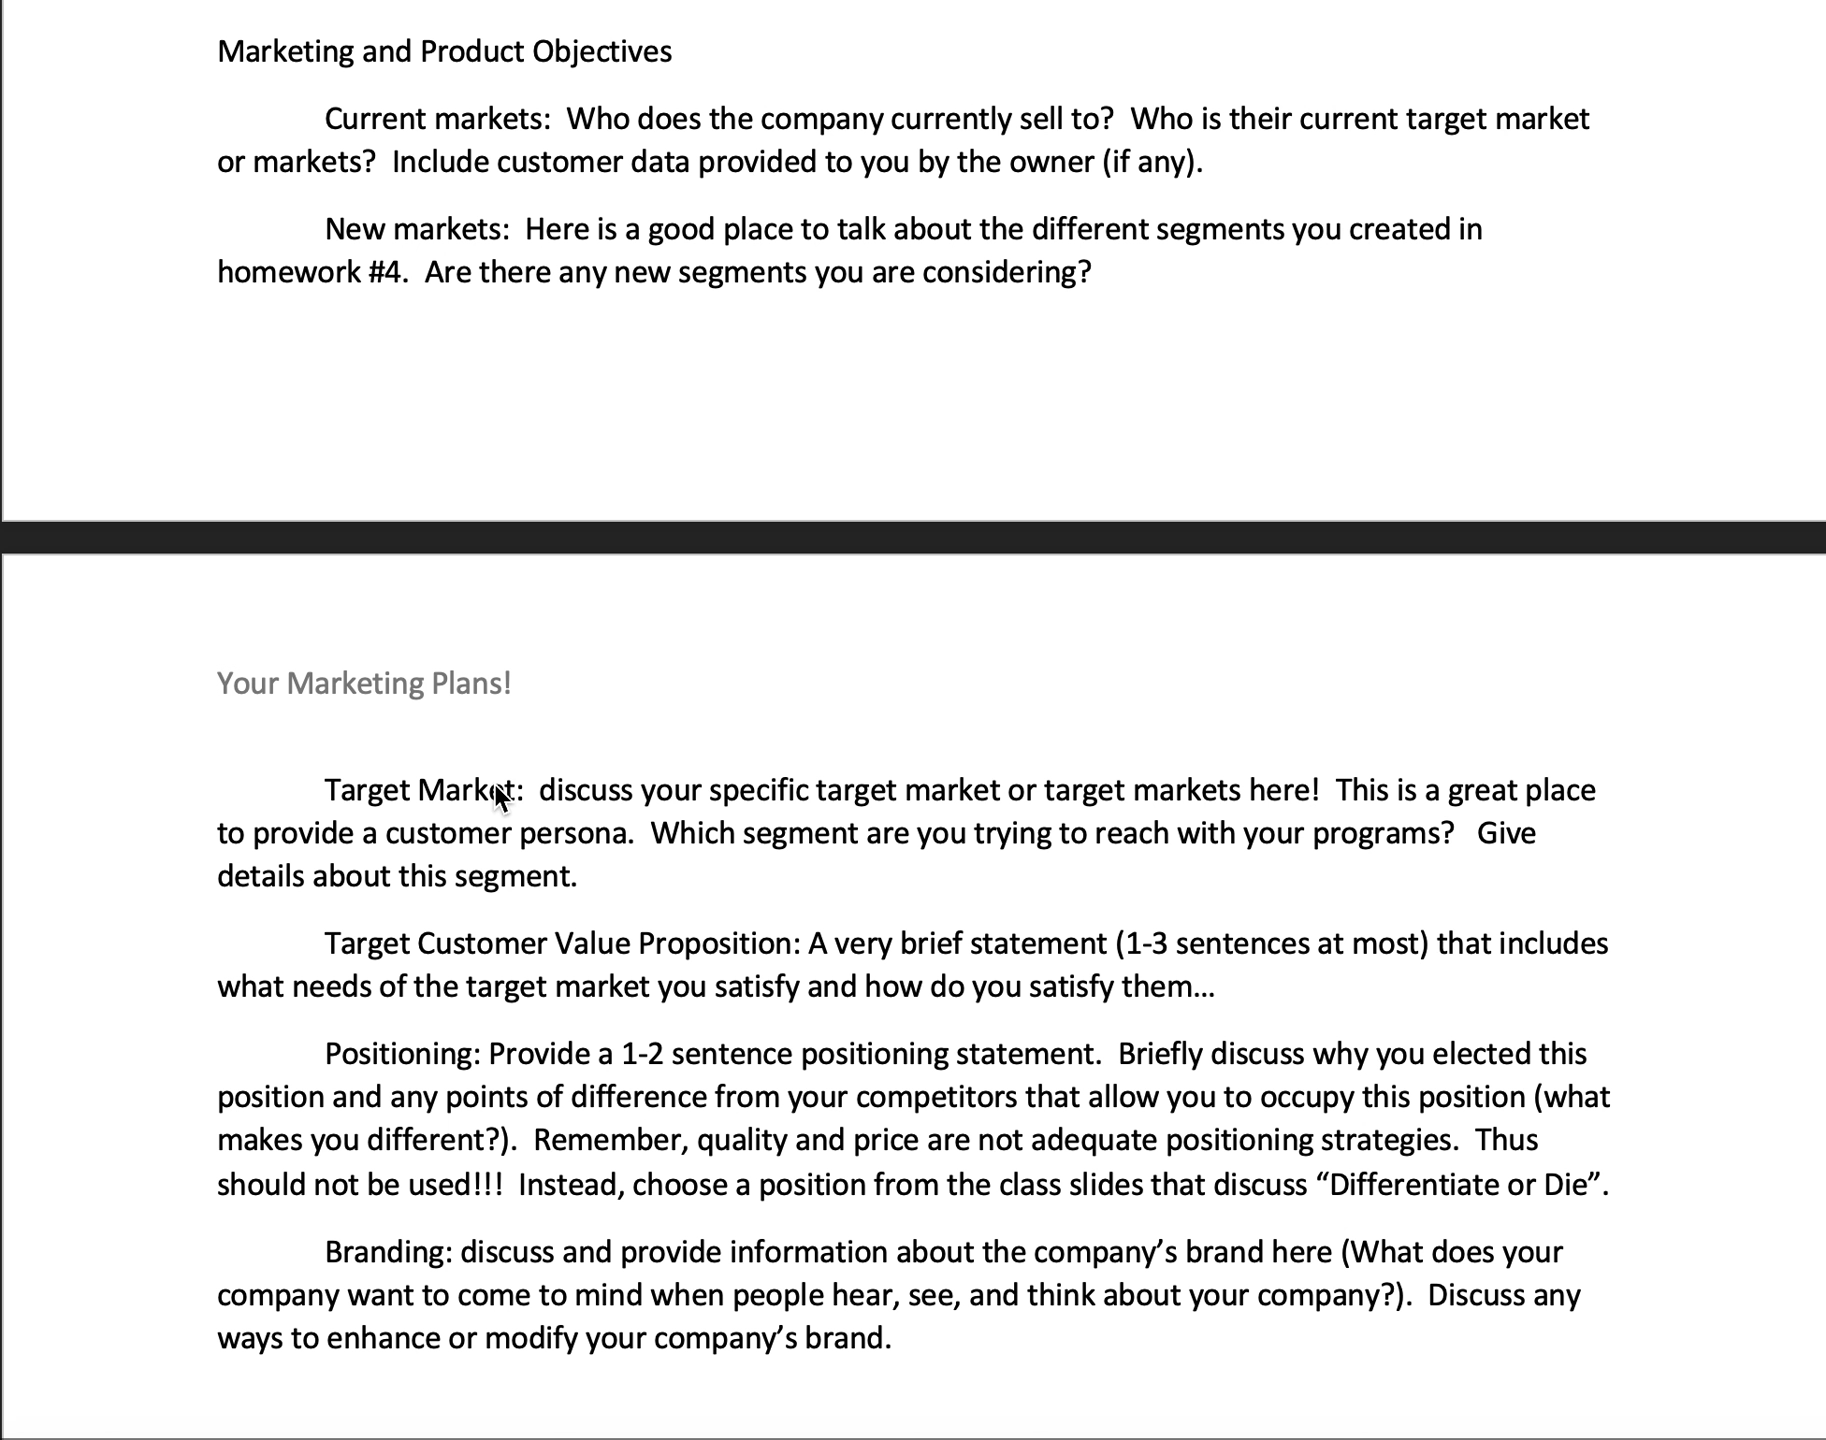 Marketing and Product Objectives
Current markets:  Who does the company currently sell to?  Who is their current target market
or markets?  Include customer data provided to you by the owner (if any).
New markets:  Here is a good place to talk about the different segments you created in
homework #4.  Are there any new segments you are considering?
Your Marketing Plans!
Target Market:  discuss your specific target market or target markets here!  This is a great place
to provide a customer persona.  Which segment are you trying to reach with your programs?   Give
details about this segment.
Target Customer Value Proposition: A very brief statement (1-3 sentences at most) that includes
what needs of the target market you satisfy and how do you satisfy them…
Positioning: Provide a 1-2 sentence positioning statement.  Briefly discuss why you elected this
position and any points of difference from your competitors that allow you to occupy this position (what
makes you different?).  Remember, quality and price are not adequate positioning strategies.  Thus
should not be used!!!  Instead, choose a position from the class slides that discuss “Differentiate or Die”.
Branding: discuss and provide information about the company’s brand here (What does your
company want to come to mind when people hear, see, and think about your company?).  Discuss any
ways to enhance or modify your company’s brand.